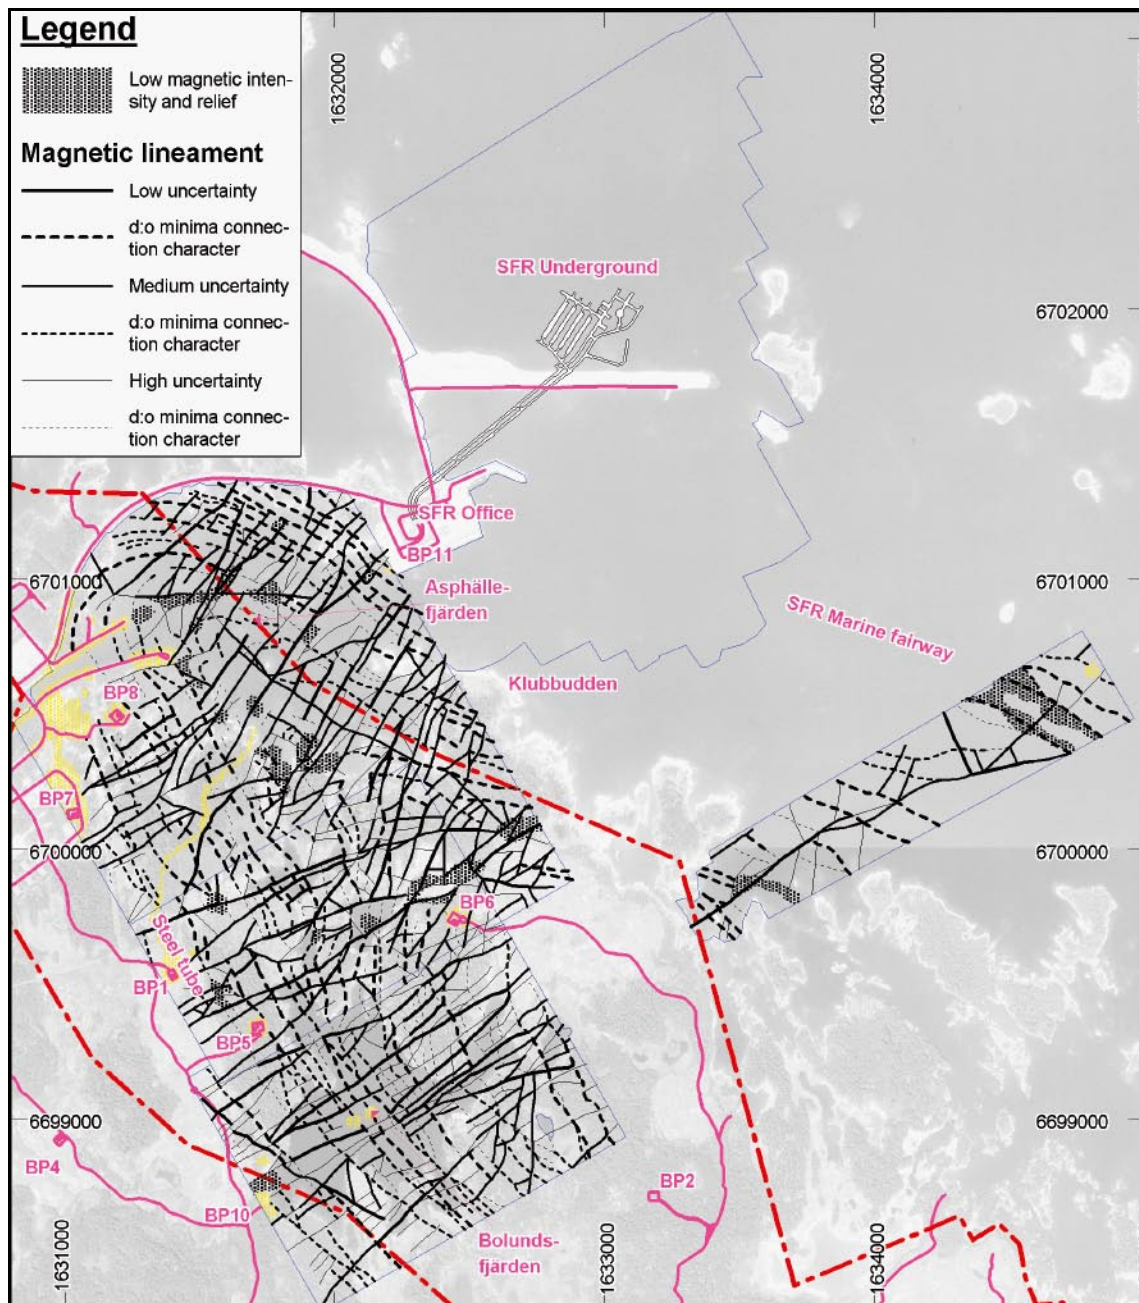 Legend
Low magnetic inten-
sity and relief
Magnetic lineament
Low uncertainty
d:o minima connec-
tion character
Medium uncertainty
d:o minima connec-
tion character
High uncertainty
d:o minima connec-
tion character
1632000
1634000
SFR Underground
6702000
6702000
SFR Office
BP11
6701000
6701000
Asphälle-
fjärden
SFR Marine fairway
Klubbudden
BP8
BP7
6700000
6700000
BP6
Steel tube
BP1
BP5
6699000
6699000
BP4
BP2
BP10
Bolunds-
fjärden
1631000
1633000
1634000